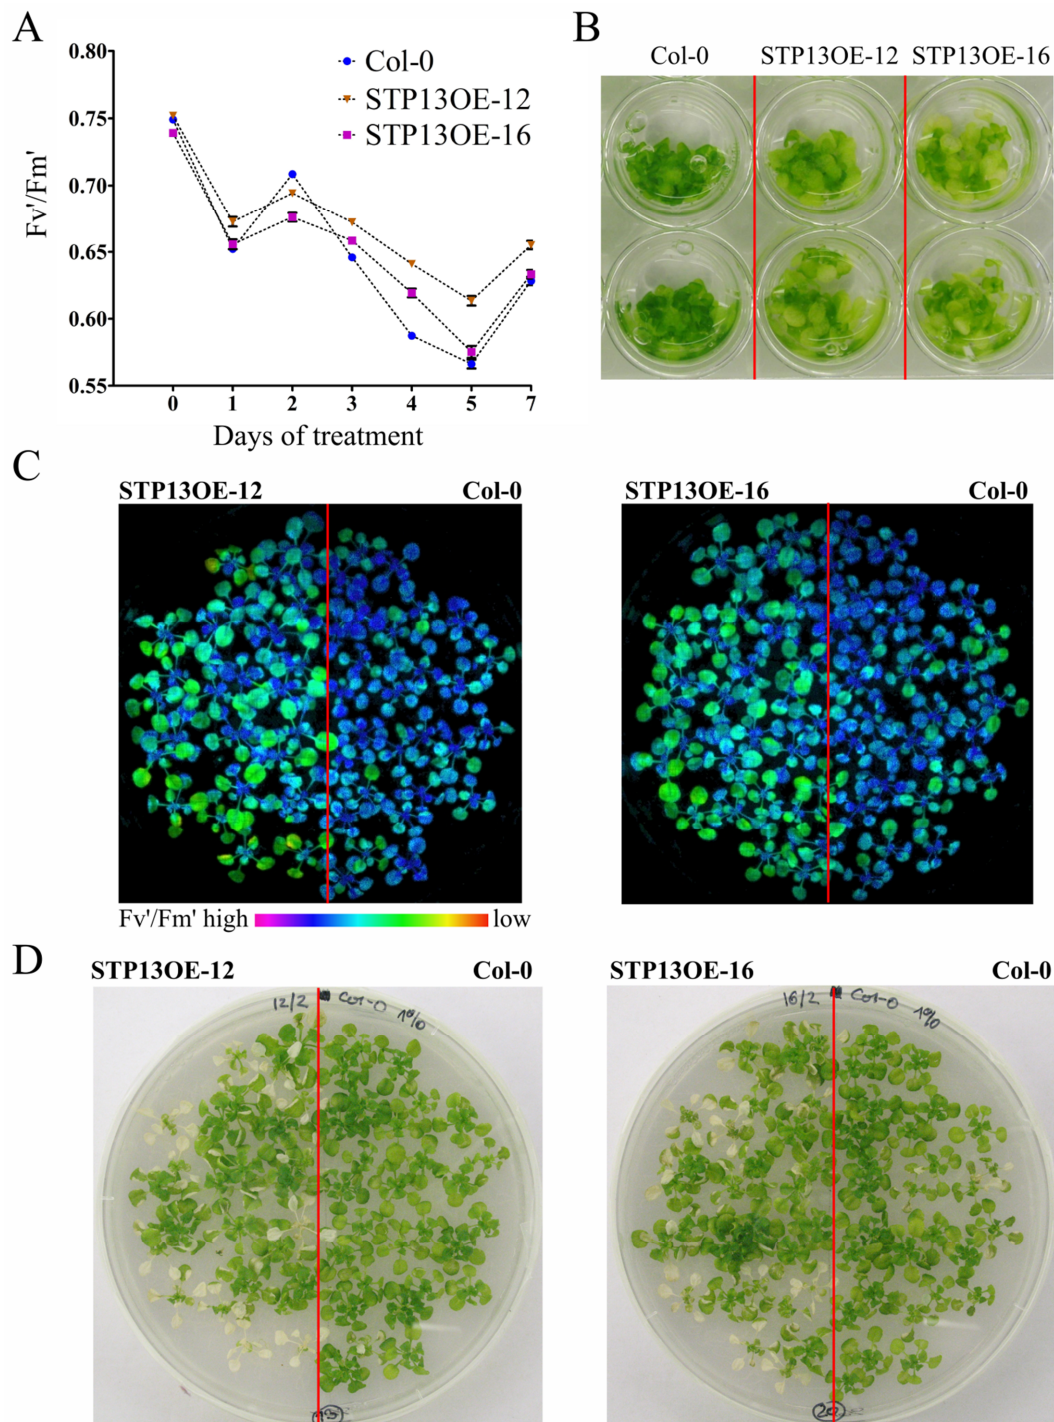 A
0.80
0.75
0.70
0.65
0.60
0.55
Fv'/Fm'
Col-0
STP13OE-12
STP13OE-16
0 1 2 3 4 5 7
Days of treatment
B
Col-0 STP13OE-12 STP13OE-16
C
STP13OE-12 Col-0
STP13OE-16 Col-0
Fv'/Fm' high low
D
STP13OE-12 Col-0
STP13OE-16 Col-0
12/2 Col-0 1%
16/2 Col-0 1%